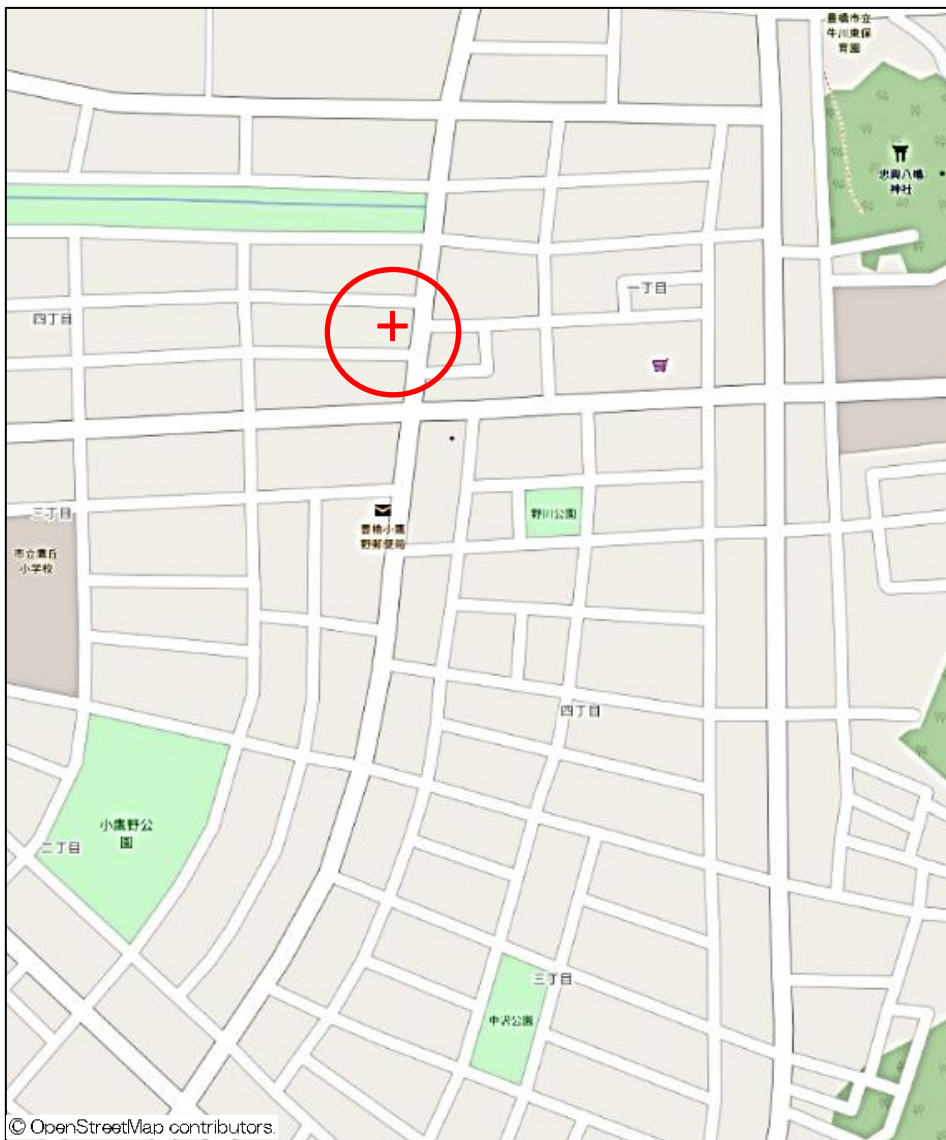 豊橋市立
牛川東保
育園
忠興八幡
神社
一丁目
四丁目
三丁目
豊橋小鷹
野郵便局
野川公園
市立鷹丘
小学校
四丁目
小鷹野公
園
二丁目
三丁目
中沢公園
© OpenStreetMap contributors.